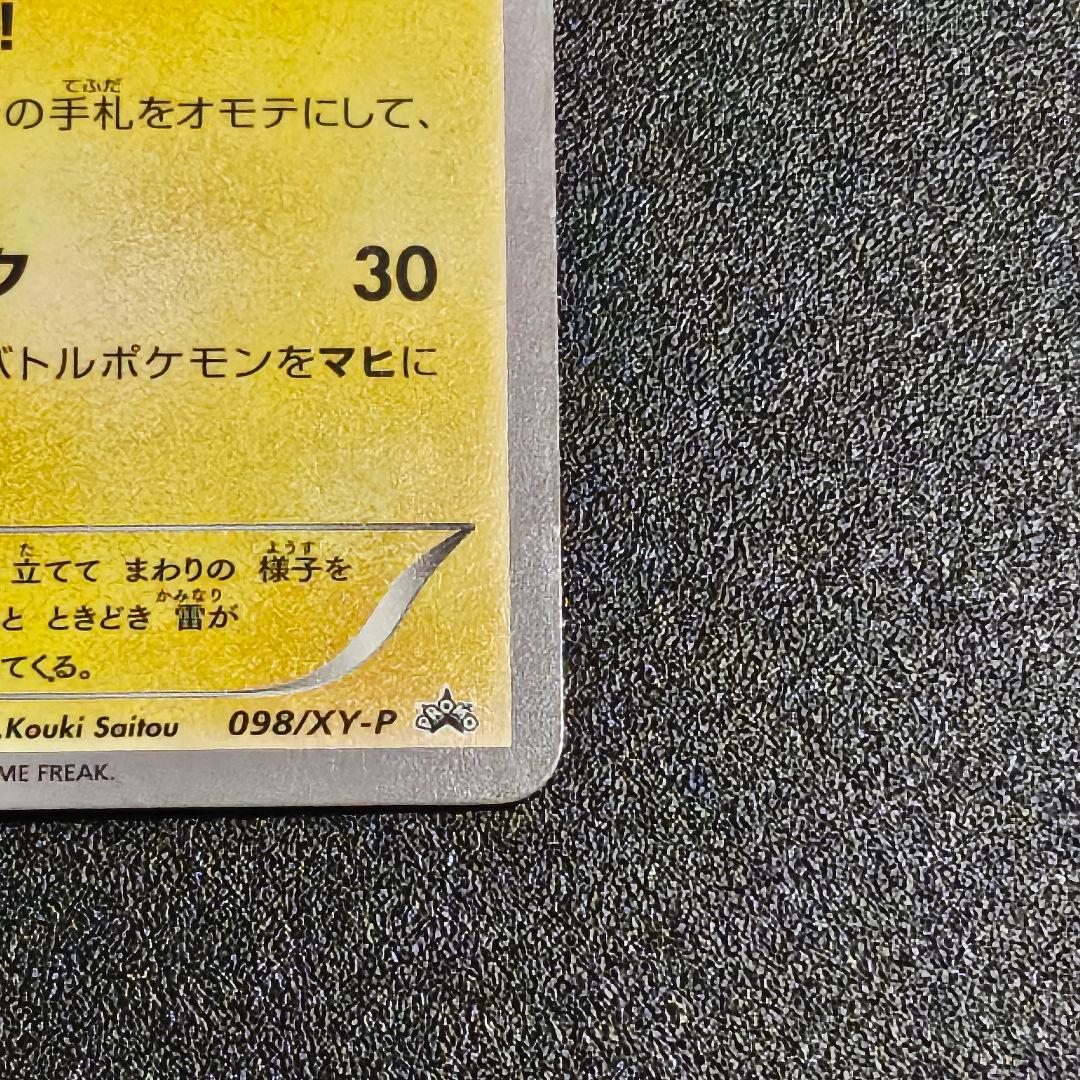 !
の手札をオモテにして、
てふだ
ク 30
バトルポケモンをマヒに
立てて まわりの 様子を
た ようす
と ときどき 雷が
かみなり
てくる。
.Kouki Saitou 098/XY-P
ME FREAK.